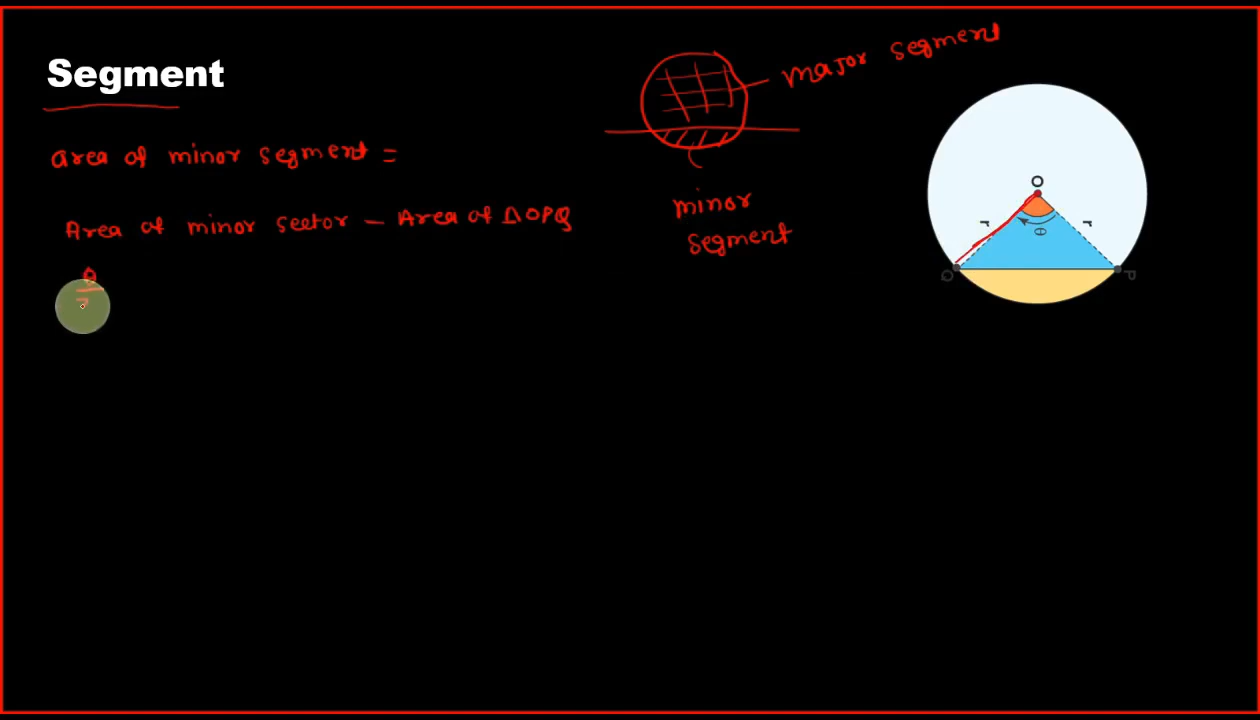 Segment
area of minor segment =
Area of minor sector - Area of ΔOPQ
θ
major segment
minor
segment
O
r r
θ
Q P